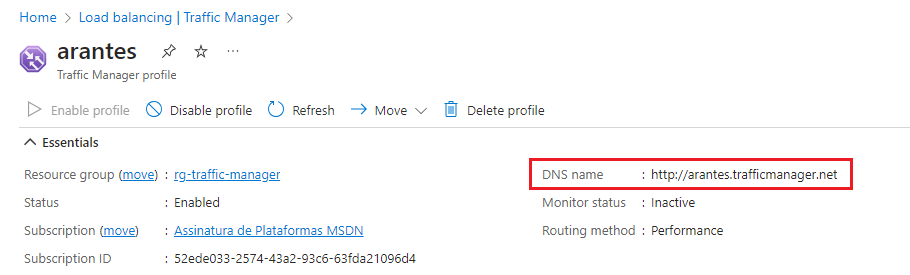 Home > Load balancing | Traffic Manager >
arantes
Traffic Manager profile
Enable profile Disable profile Refresh Move Delete profile
Essentials
Resource group (move) : rg-traffic-manager DNS name : http://arantes.trafficmanager.net
Status : Enabled Monitor status : Inactive
Subscription (move) : Assinatura de Plataformas MSDN Routing method : Performance
Subscription ID : 52ede033-2574-43a2-93c6-63fda21096d4